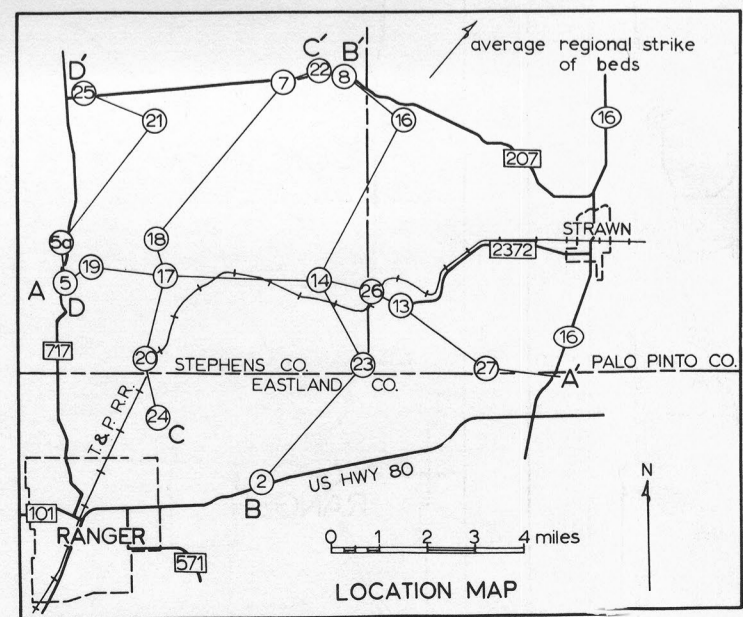 average regional strike
of beds
D'
C'
B'
25
7
22
8
21
16
16
207
STRAWN
2372
5a
18
5
19
17
14
26
13
A
D
717
16
20
STEPHENS CO.
23
27
PALO PINTO CO.
EASTLAND CO.
A'
T. & P. R.R.
24
C
2
US HWY 80
B
N
101
RANGER
571
0 1 2 4 miles
LOCATION MAP